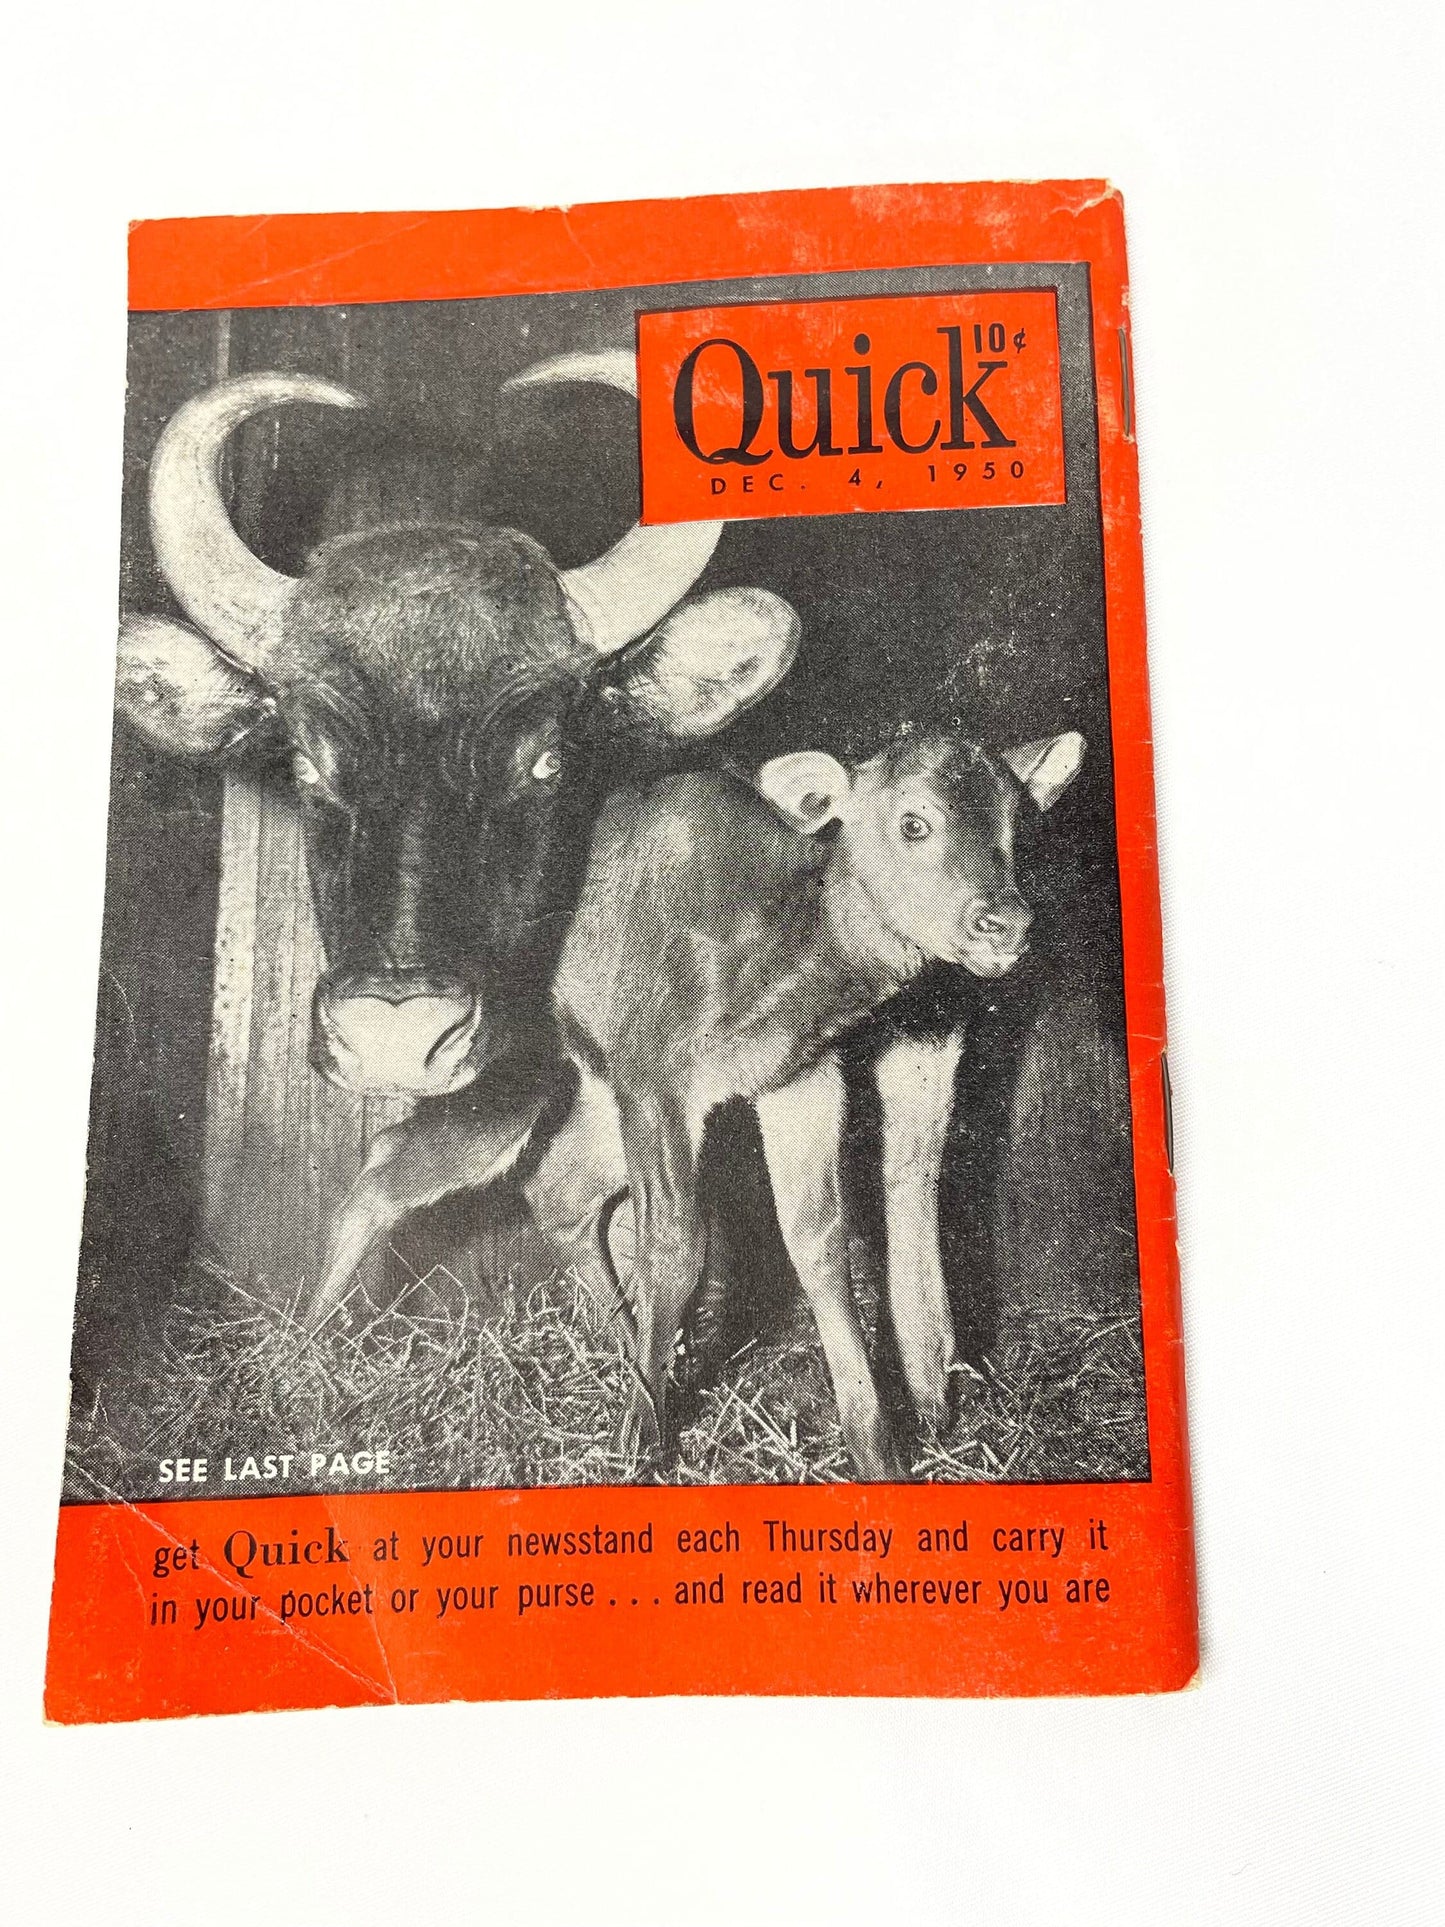 Quick 10¢
DEC. 4, 1950
SEE LAST PAGE
get Quick at your newsstand each Thursday and carry it
in your pocket or your purse . . . and read it wherever you are